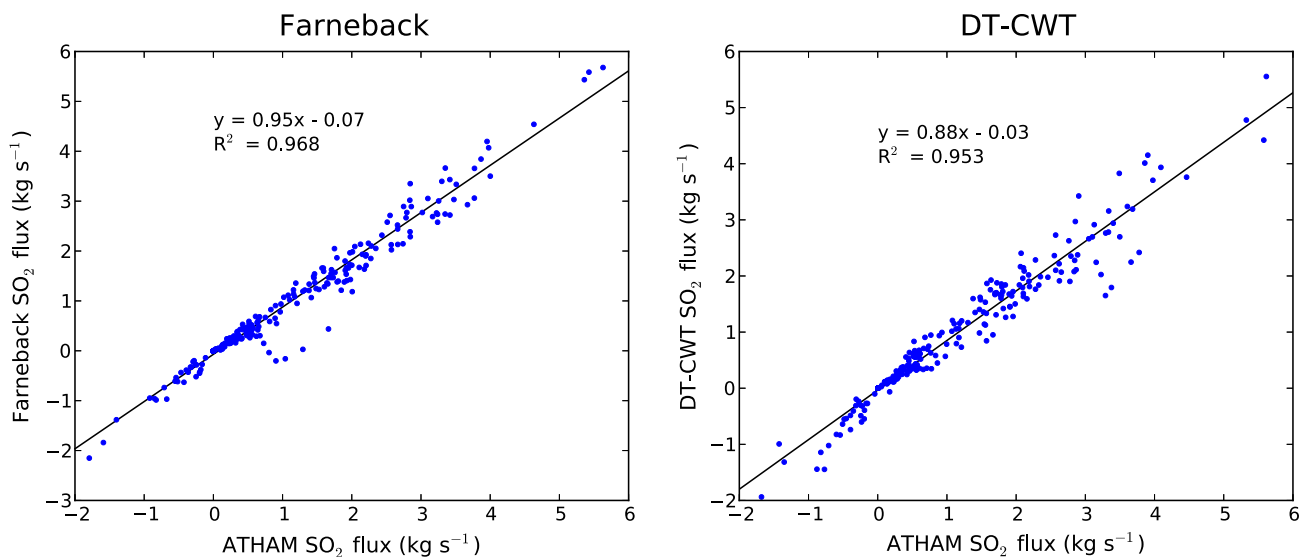 Farneback
6
5
4
3
2
1
0
−1
−2
−3
Farneback SO₂ flux (kg s⁻¹)
y = 0.95x - 0.07
R² = 0.968
−2 −1 0 1 2 3 4 5 6
ATHAM SO₂ flux (kg s⁻¹)
DT-CWT
6
5
4
3
2
1
0
−1
−2
DT-CWT SO₂ flux (kg s⁻¹)
y = 0.88x - 0.03
R² = 0.953
−2 −1 0 1 2 3 4 5 6
ATHAM SO₂ flux (kg s⁻¹)